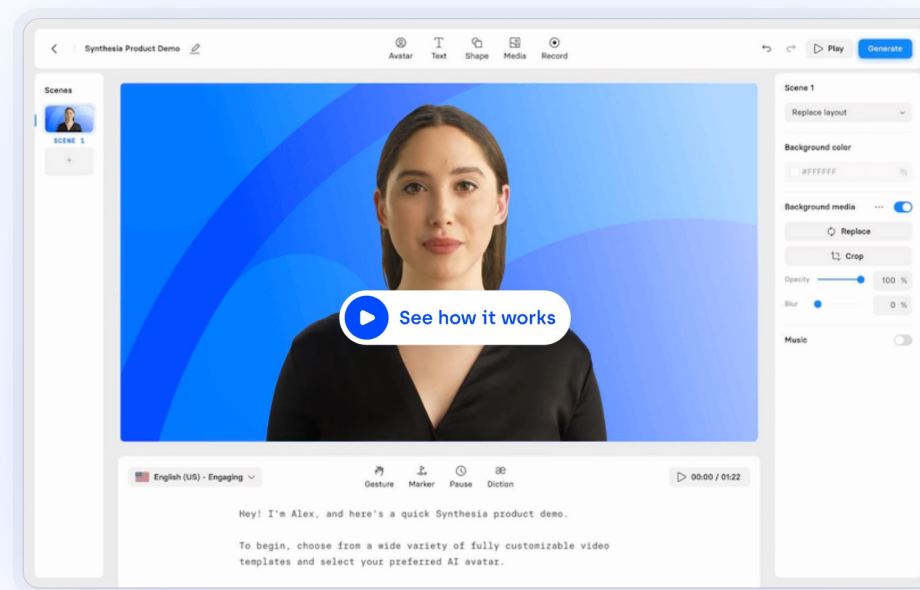 Synthesia Product Demo
Avatar
Text
Shape
Media
Record
Play
Generate
Scenes
SCENE 1
+
See how it works
Scene 1
Replace layout
Background color
#FFFFFF
Background media
...
Replace
Crop
Opacity
100 %
Blur
0 %
Music
English (US) - Engaging
Gesture
Marker
Pause
æ
Diction
00:00 / 01:22
Hey! I'm Alex, and here's a quick Synthesia product demo.
To begin, choose from a wide variety of fully customizable video
templates and select your preferred AI avatar.